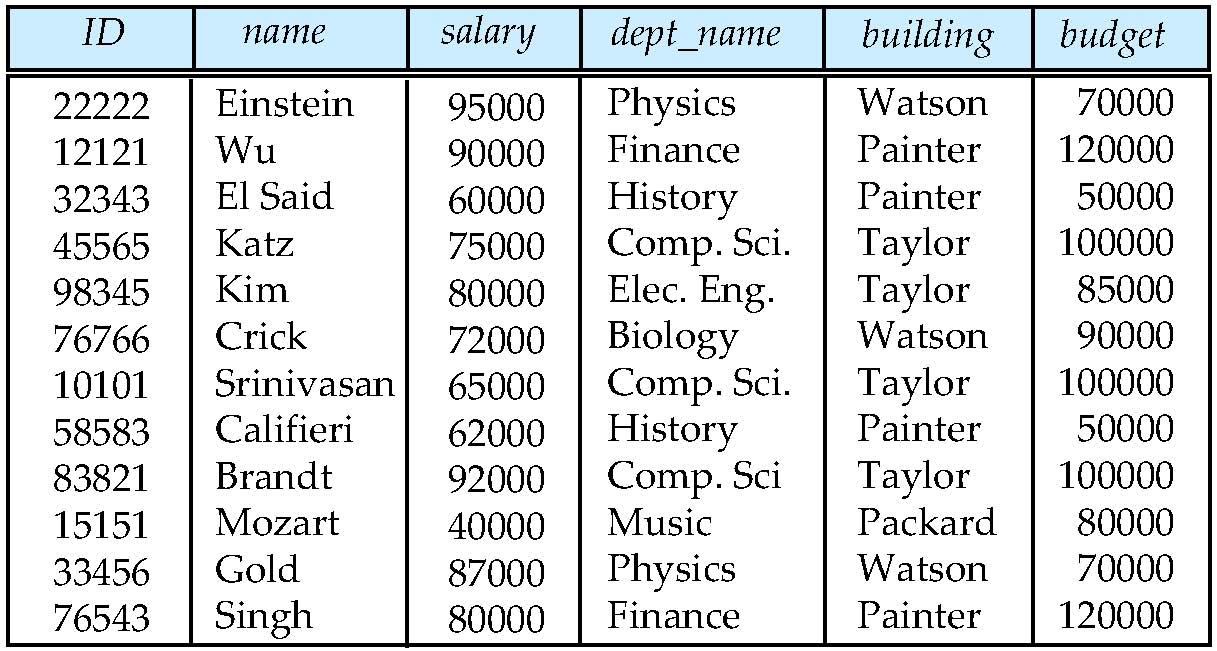 ID name salary dept_name building budget
22222 Einstein 95000 Physics Watson 70000
12121 Wu 90000 Finance Painter 120000
32343 El Said 60000 History Painter 50000
45565 Katz 75000 Comp. Sci. Taylor 100000
98345 Kim 80000 Elec. Eng. Taylor 85000
76766 Crick 72000 Biology Watson 90000
10101 Srinivasan 65000 Comp. Sci. Taylor 100000
58583 Califieri 62000 History Painter 50000
83821 Brandt 92000 Comp. Sci Taylor 100000
15151 Mozart 40000 Music Packard 80000
33456 Gold 87000 Physics Watson 70000
76543 Singh 80000 Finance Painter 120000